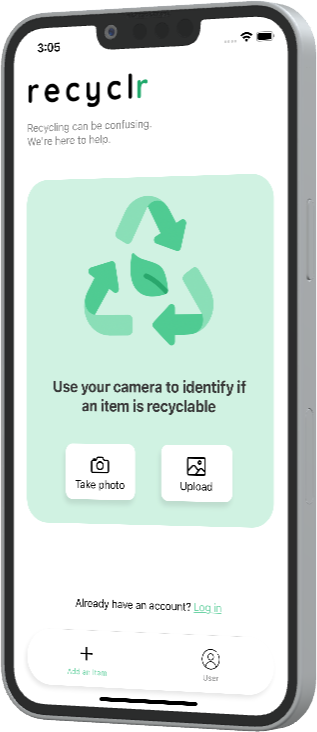 3:05
recyclr
Recycling can be confusing.
We're here to help.
Use your camera to identify if
an item is recyclable
Take photo
Upload
Already have an account? Log in
Add an item
User